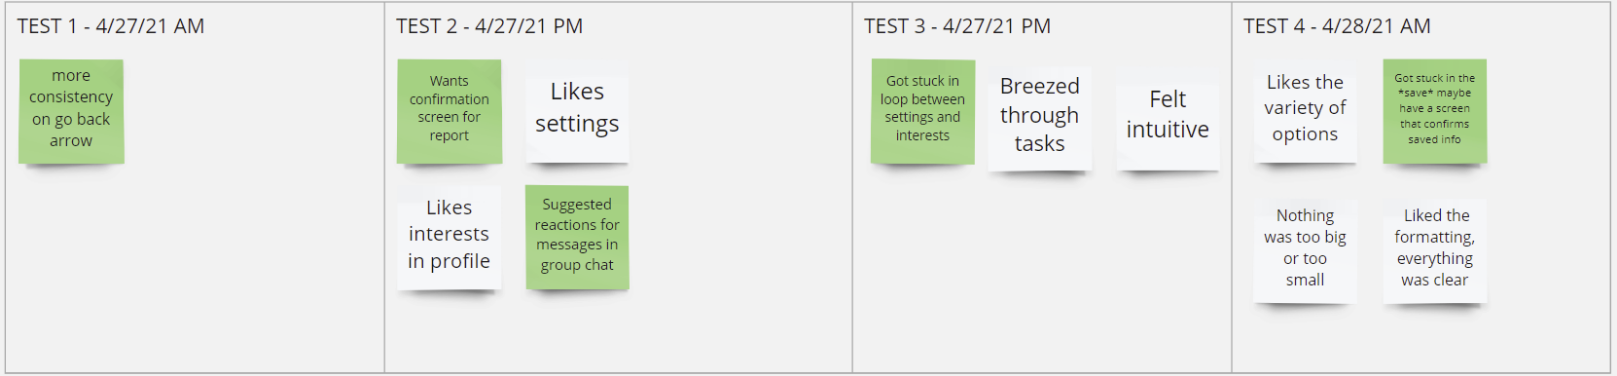 TEST 1 - 4/27/21 AM
more
consistency
on go back
arrow
TEST 2 - 4/27/21 PM
Wants
confirmation
screen for
report
Likes
settings
Likes
interests
in profile
Suggested
reactions for
messages in
group chat
TEST 3 - 4/27/21 PM
Got stuck in
loop between
settings and
interests
Breezed
through
tasks
Felt
intuitive
TEST 4 - 4/28/21 AM
Likes the
variety of
options
Got stuck in the
*save* maybe
have a screen
that confirms
saved info
Nothing
was too big
or too
small
Liked the
formatting,
everything
was clear